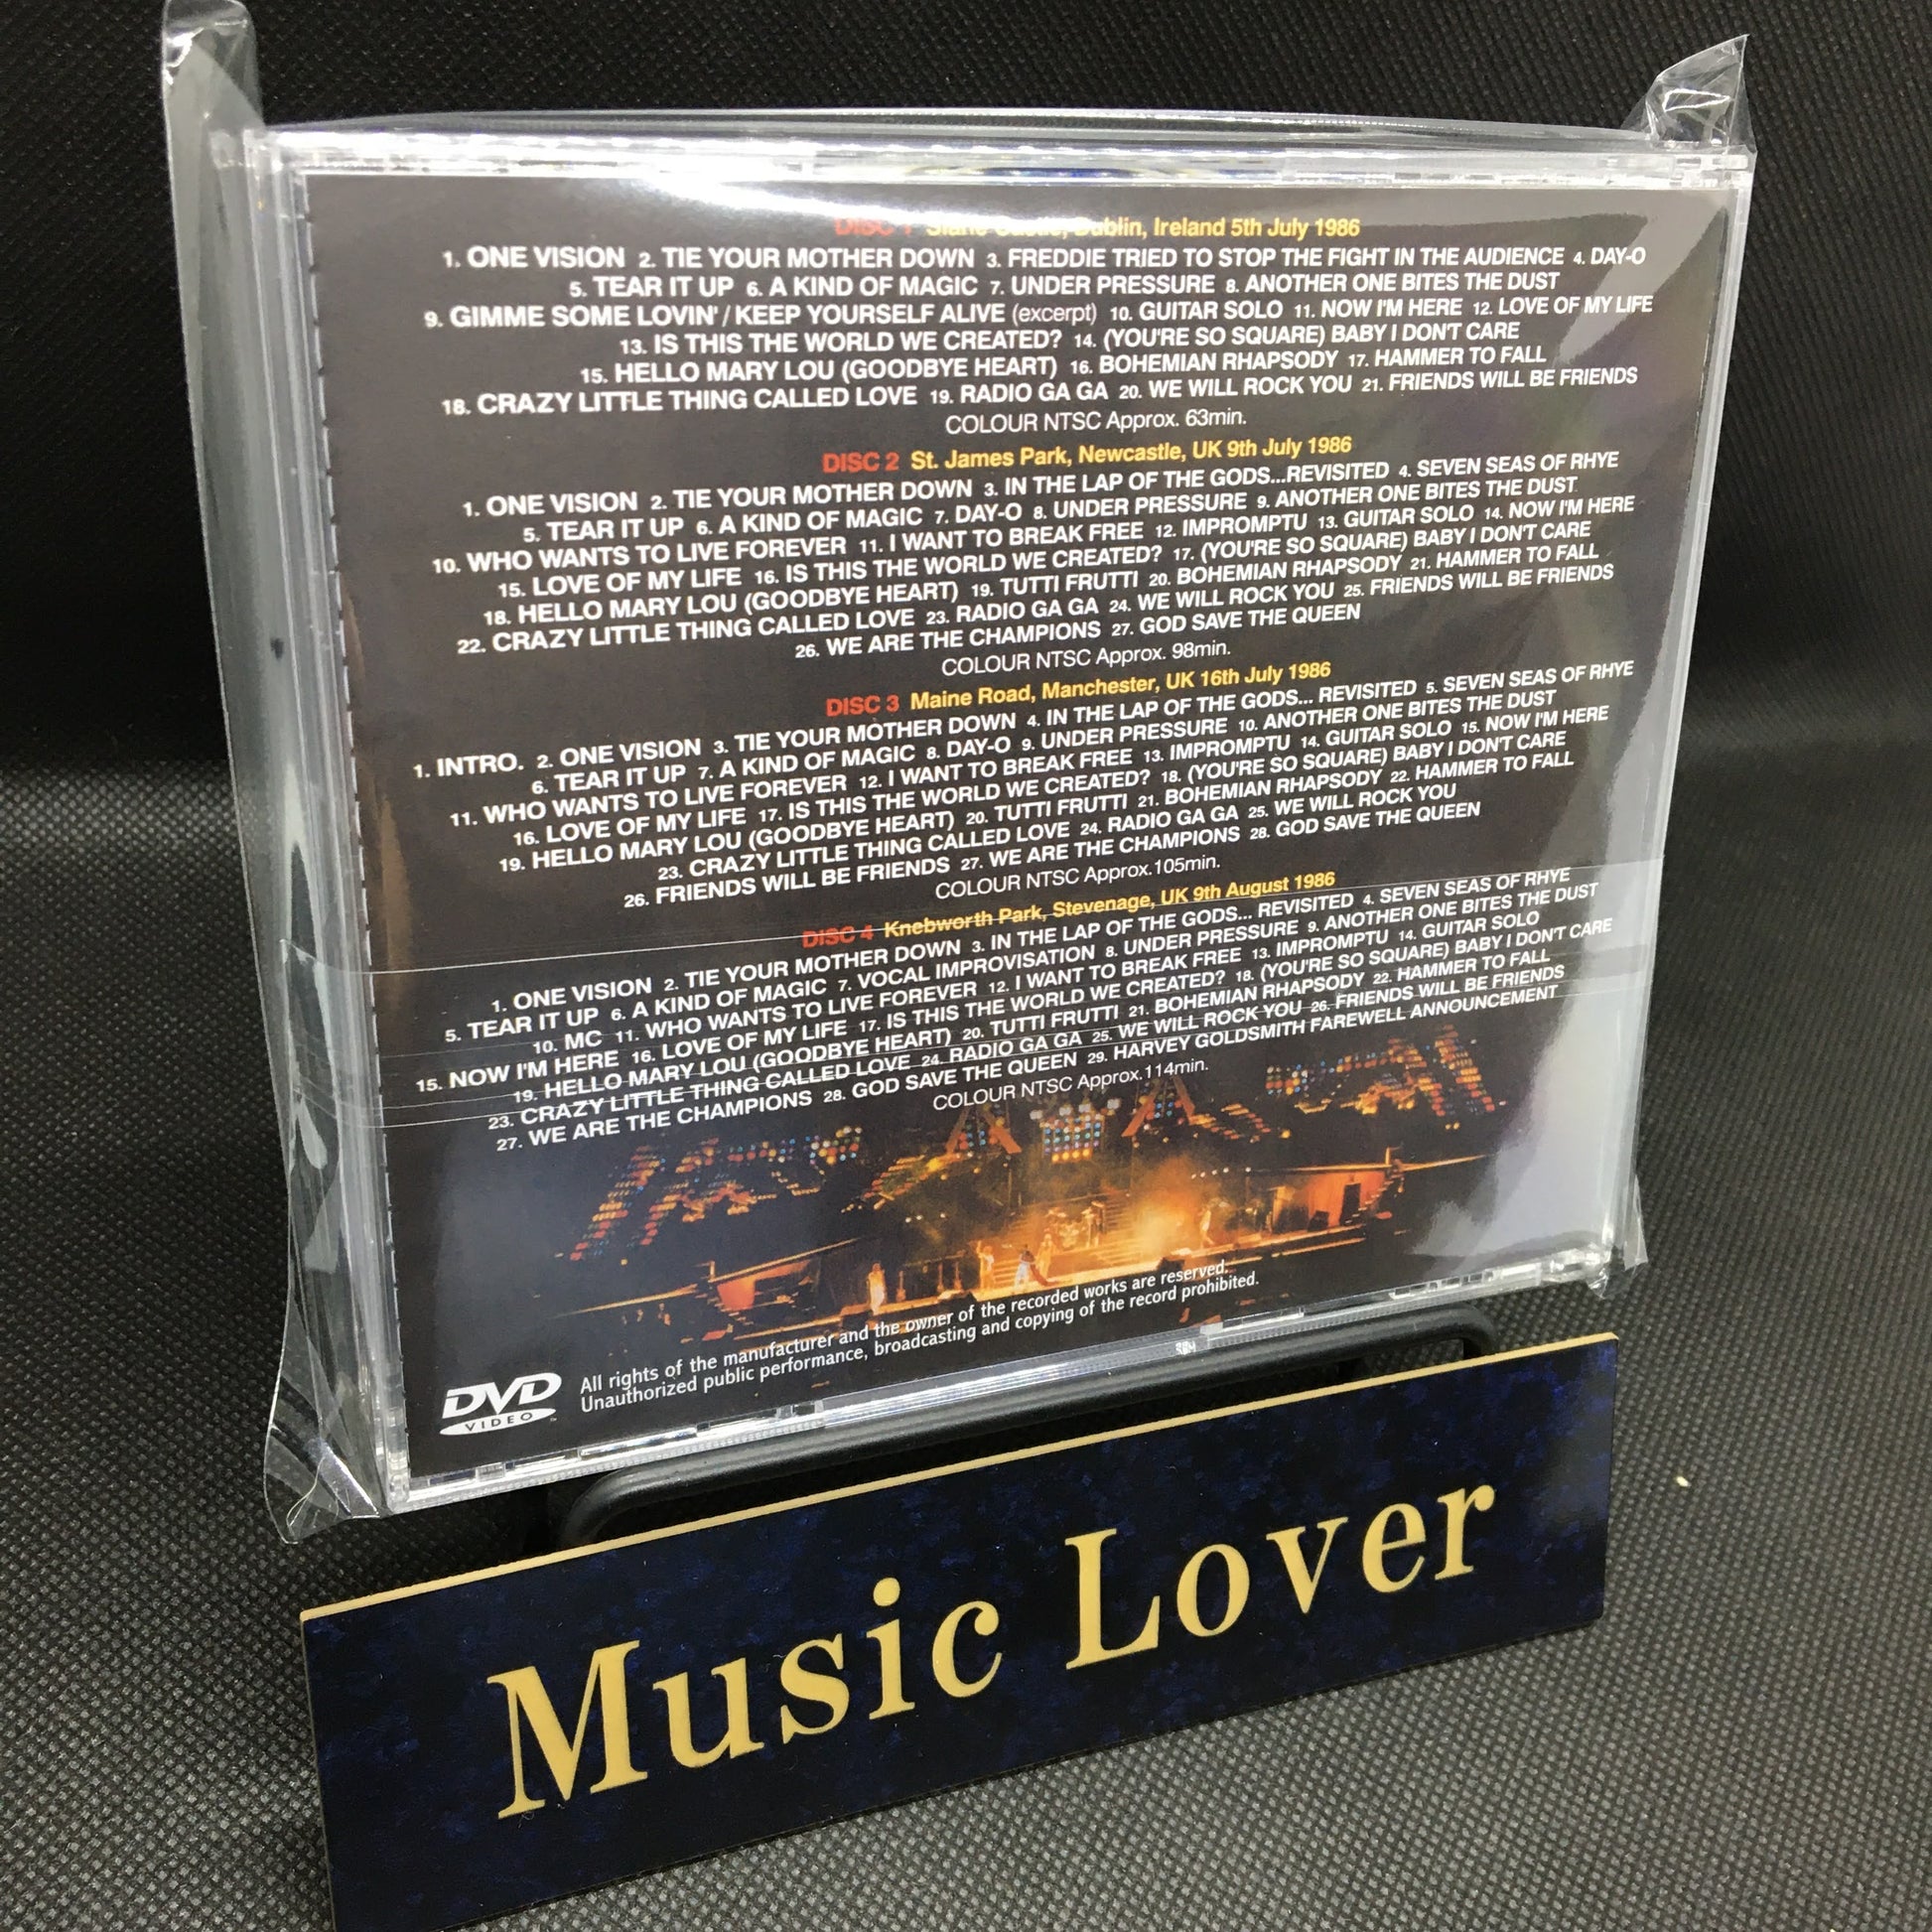 DISC 1 Slane Castle, Dublin, Ireland 5th July 1986
1. ONE VISION 2. TIE YOUR MOTHER DOWN 3. FREDDIE TRIED TO STOP THE FIGHT IN THE AUDIENCE 4. DAY-O
5. TEAR IT UP 6. A KIND OF MAGIC 7. UNDER PRESSURE 8. ANOTHER ONE BITES THE DUST
9. GIMME SOME LOVIN' / KEEP YOURSELF ALIVE (excerpt) 10. GUITAR SOLO 11. NOW I'M HERE 12. LOVE OF MY LIFE
13. IS THIS THE WORLD WE CREATED? 14. (YOU'RE SO SQUARE) BABY I DON'T CARE
15. HELLO MARY LOU (GOODBYE HEART) 16. BOHEMIAN RHAPSODY 17. HAMMER TO FALL
18. CRAZY LITTLE THING CALLED LOVE 19. RADIO GA GA 20. WE WILL ROCK YOU 21. FRIENDS WILL BE FRIENDS
COLOUR NTSC Approx. 63min.
DISC 2 St. James Park, Newcastle, UK 9th July 1986
1. ONE VISION 2. TIE YOUR MOTHER DOWN 3. IN THE LAP OF THE GODS...REVISITED 4. SEVEN SEAS OF RHYE
5. TEAR IT UP 6. A KIND OF MAGIC 7. DAY-O 8. UNDER PRESSURE 9. ANOTHER ONE BITES THE DUST
10. WHO WANTS TO LIVE FOREVER 11. I WANT TO BREAK FREE 12. IMPROMPTU 13. GUITAR SOLO 14. NOW I'M HERE
15. LOVE OF MY LIFE 16. IS THIS THE WORLD WE CREATED? 17. (YOU'RE SO SQUARE) BABY I DON'T CARE
18. HELLO MARY LOU (GOODBYE HEART) 19. TUTTI FRUTTI 20. BOHEMIAN RHAPSODY 21. HAMMER TO FALL
22. CRAZY LITTLE THING CALLED LOVE 23. RADIO GA GA 24. WE WILL ROCK YOU 25. FRIENDS WILL BE FRIENDS
26. WE ARE THE CHAMPIONS 27. GOD SAVE THE QUEEN
COLOUR NTSC Approx. 98min.
DISC 3 Maine Road, Manchester, UK 16th July 1986
1. INTRO. 2. ONE VISION 3. TIE YOUR MOTHER DOWN 4. IN THE LAP OF THE GODS... REVISITED 5. SEVEN SEAS OF RHYE
6. TEAR IT UP 7. A KIND OF MAGIC 8. DAY-O 9. UNDER PRESSURE 10. ANOTHER ONE BITES THE DUST
11. WHO WANTS TO LIVE FOREVER 12. I WANT TO BREAK FREE 13. IMPROMPTU 14. GUITAR SOLO 15. NOW I'M HERE
16. LOVE OF MY LIFE 17. IS THIS THE WORLD WE CREATED? 18. (YOU'RE SO SQUARE) BABY I DON'T CARE
19. HELLO MARY LOU (GOODBYE HEART) 20. TUTTI FRUTTI 21. BOHEMIAN RHAPSODY 22. HAMMER TO FALL
23. CRAZY LITTLE THING CALLED LOVE 24. RADIO GA GA 25. WE WILL ROCK YOU
26. FRIENDS WILL BE FRIENDS 27. WE ARE THE CHAMPIONS 28. GOD SAVE THE QUEEN
COLOUR NTSC Approx.105min.
DISC 4 Knebworth Park, Stevenage, UK 9th August 1986
1. ONE VISION 2. TIE YOUR MOTHER DOWN 3. IN THE LAP OF THE GODS... REVISITED 4. SEVEN SEAS OF RHYE
5. TEAR IT UP 6. A KIND OF MAGIC 7. VOCAL IMPROVISATION 8. UNDER PRESSURE 9. ANOTHER ONE BITES THE DUST
10. MC 11. WHO WANTS TO LIVE FOREVER 12. I WANT TO BREAK FREE 13. IMPROMPTU 14. GUITAR SOLO
15. NOW I'M HERE 16. LOVE OF MY LIFE 17. IS THIS THE WORLD WE CREATED? 18. (YOU'RE SO SQUARE) BABY I DON'T CARE
19. HELLO MARY LOU (GOODBYE HEART) 20. TUTTI FRUTTI 21. BOHEMIAN RHAPSODY 22. HAMMER TO FALL
23. CRAZY LITTLE THING CALLED LOVE 24. RADIO GA GA 25. WE WILL ROCK YOU 26. FRIENDS WILL BE FRIENDS
27. WE ARE THE CHAMPIONS 28. GOD SAVE THE QUEEN 29. HARVEY GOLDSMITH FAREWELL ANNOUNCEMENT
COLOUR NTSC Approx.114min.
DVD
VIDEO
All rights of the manufacturer and the owner of the recorded works are reserved.
Unauthorized public performance, broadcasting and copying of the record prohibited.
Music Lover